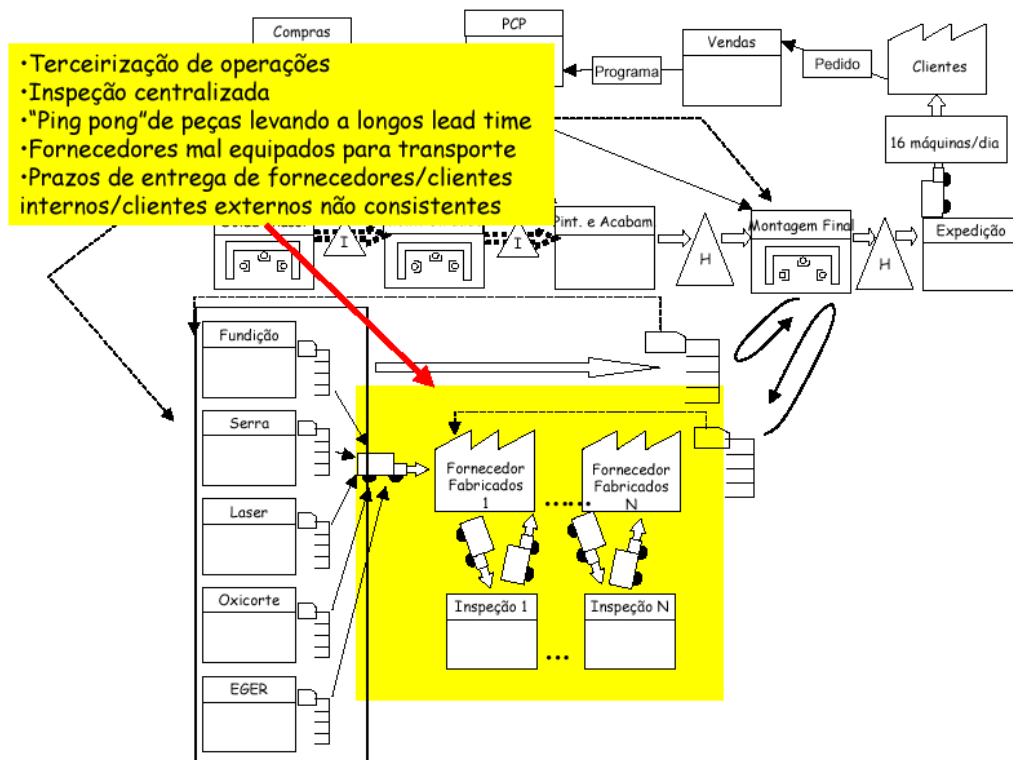 Compras
PCP
Vendas
Clientes
Programa
Pedido
•Terceirização de operações
•Inspeção centralizada
•“Ping pong”de peças levando a longos lead time
•Fornecedores mal equipados para transporte
•Prazos de entrega de fornecedores/clientes
internos/clientes externos não consistentes
16 máquinas/dia
I
I
Pint. e Acabam
H
Montagem Final
H
Expedição
Fundição
Serra
Laser
Oxicorte
EGER
Fornecedor
Fabricados
1
......
Fornecedor
Fabricados
N
Inspeção 1
...
Inspeção N